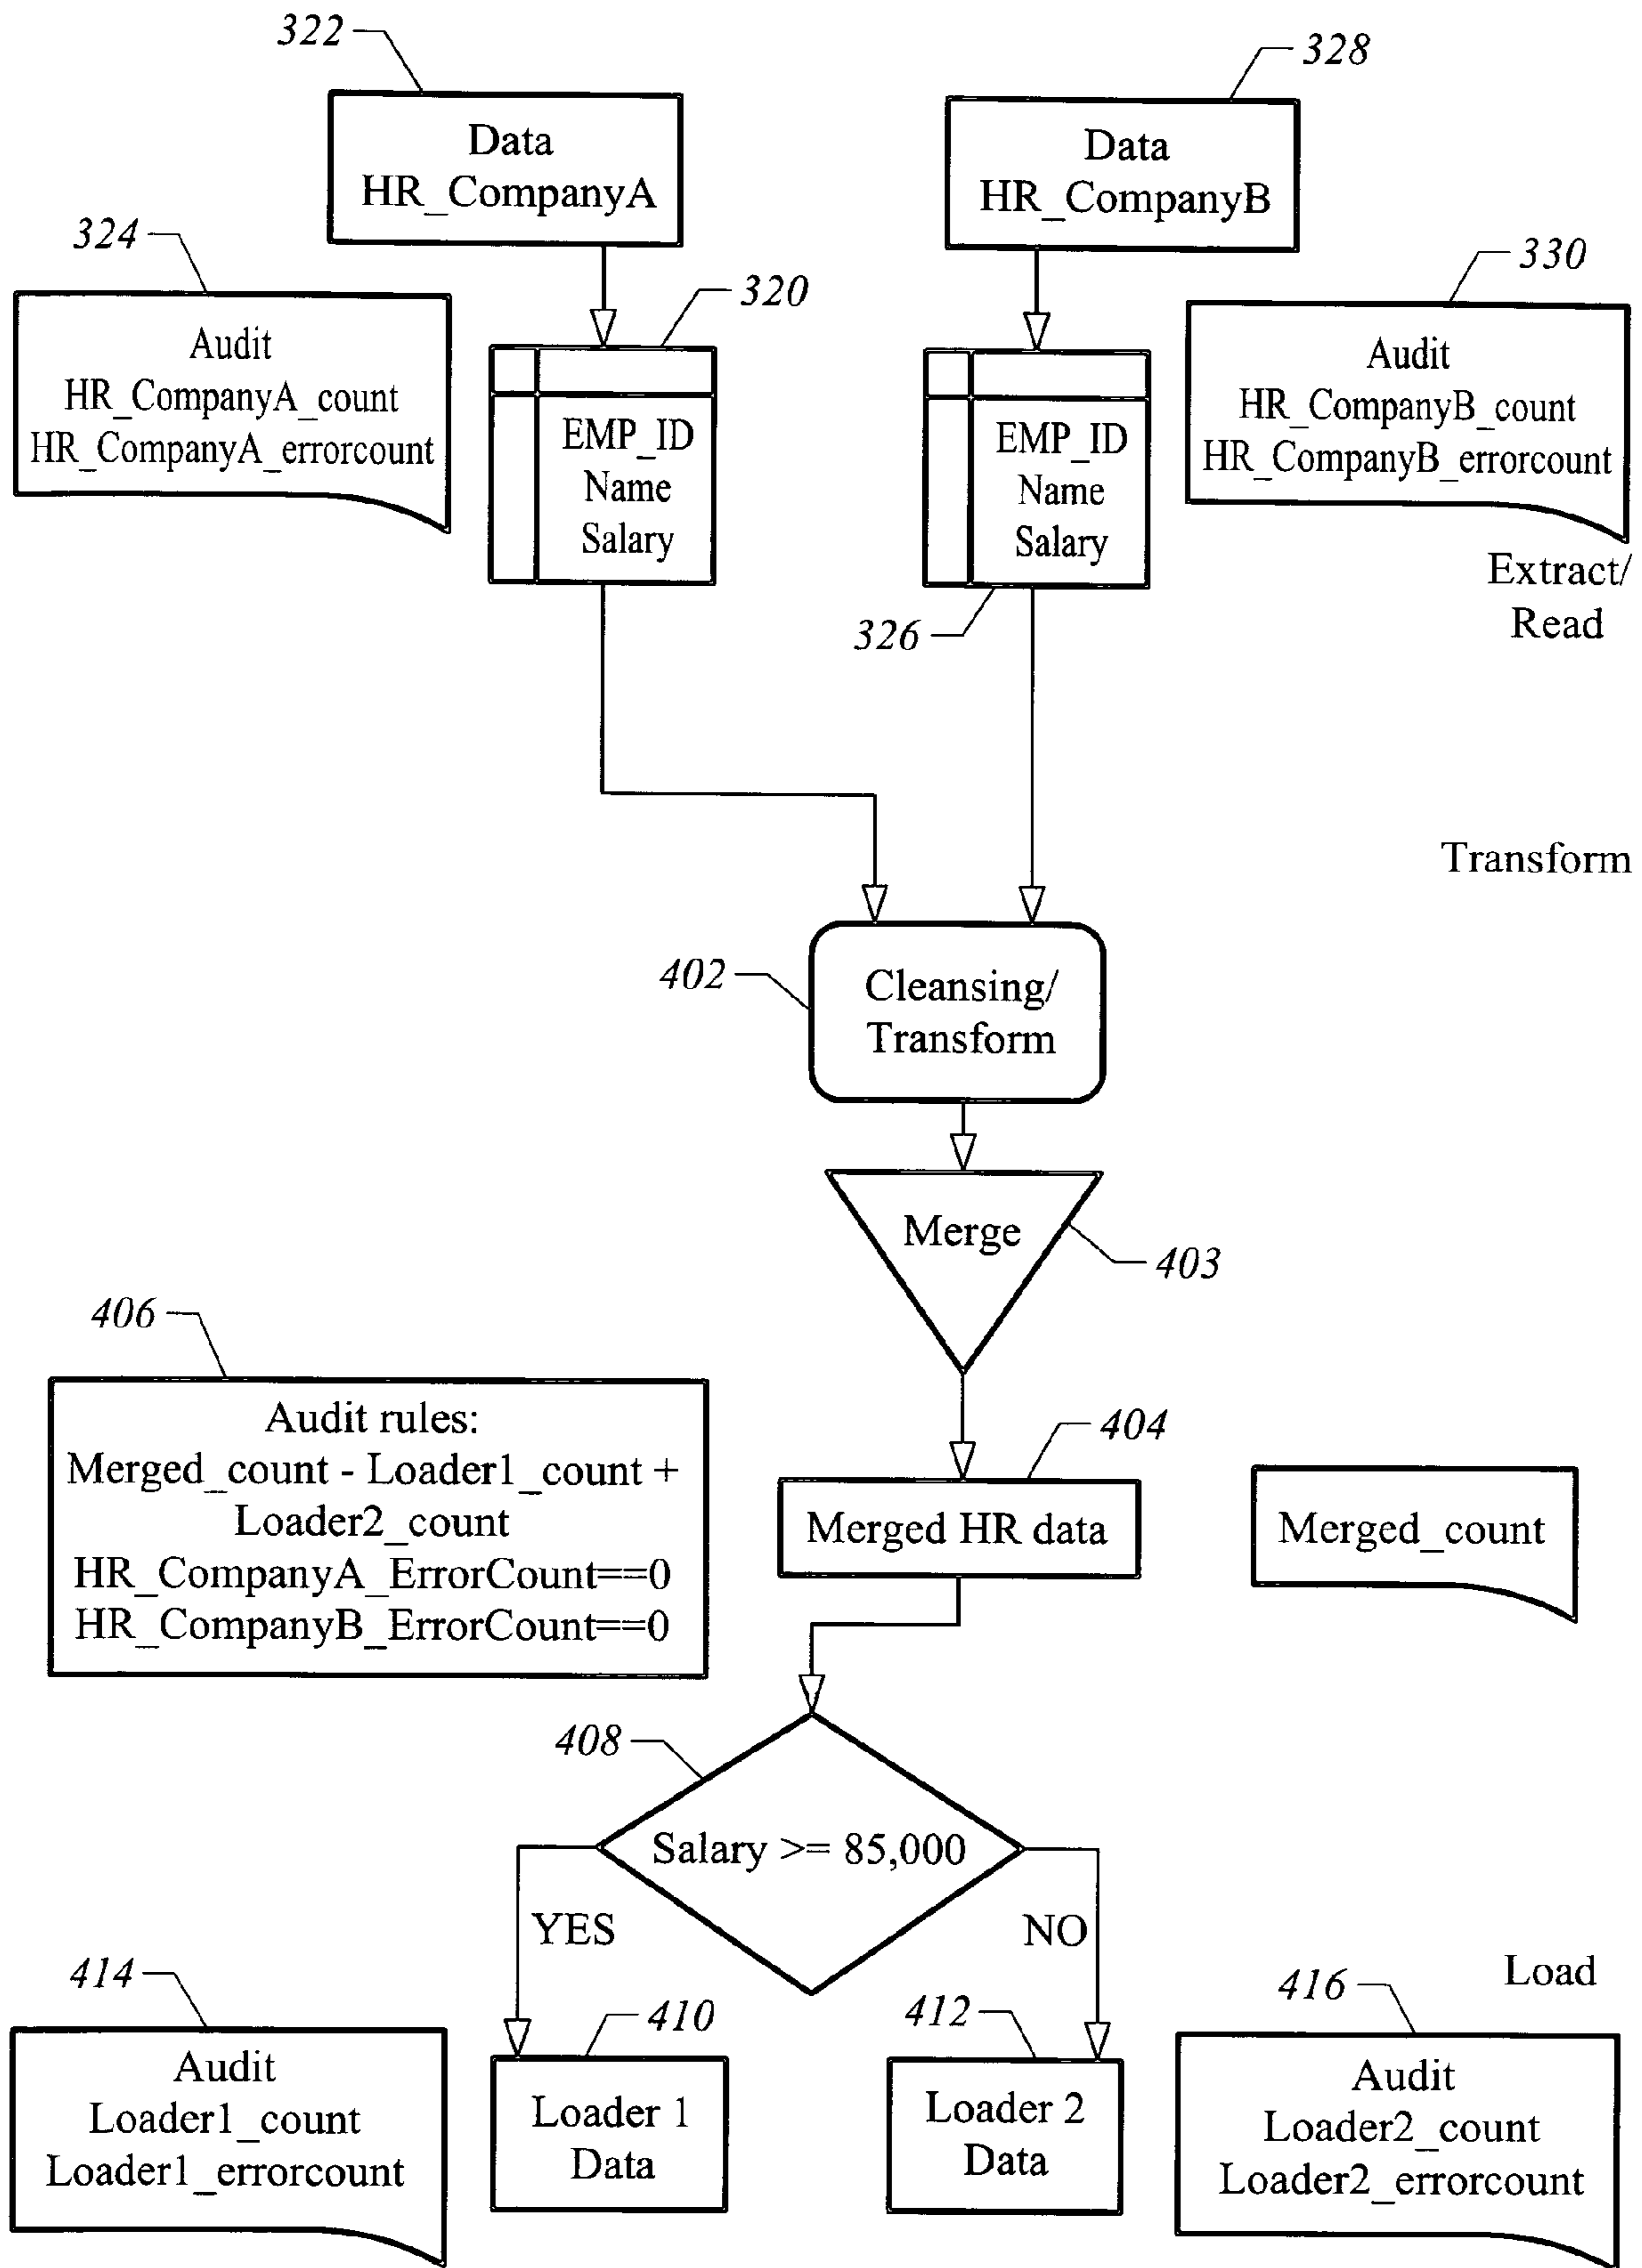 322
328
Data
HR_CompanyA
Data
HR_CompanyB
324
330
320
Audit
HR_CompanyA_count
HR_CompanyA_errorcount
EMP_ID
Name
Salary
EMP_ID
Name
Salary
Audit
HR_CompanyB_count
HR_CompanyB_errorcount
326
Extract/
Read
Transform
402
Cleansing/
Transform
Merge
403
406
Audit rules:
Merged_count - Loader1_count +
Loader2_count
HR_CompanyA_ErrorCount==0
HR_CompanyB_ErrorCount==0
404
Merged HR data
Merged_count
408
Salary >= 85,000
YES
NO
Load
414
410
412
416
Audit
Loader1_count
Loader1_errorcount
Loader 1
Data
Loader 2
Data
Audit
Loader2_count
Loader2_errorcount